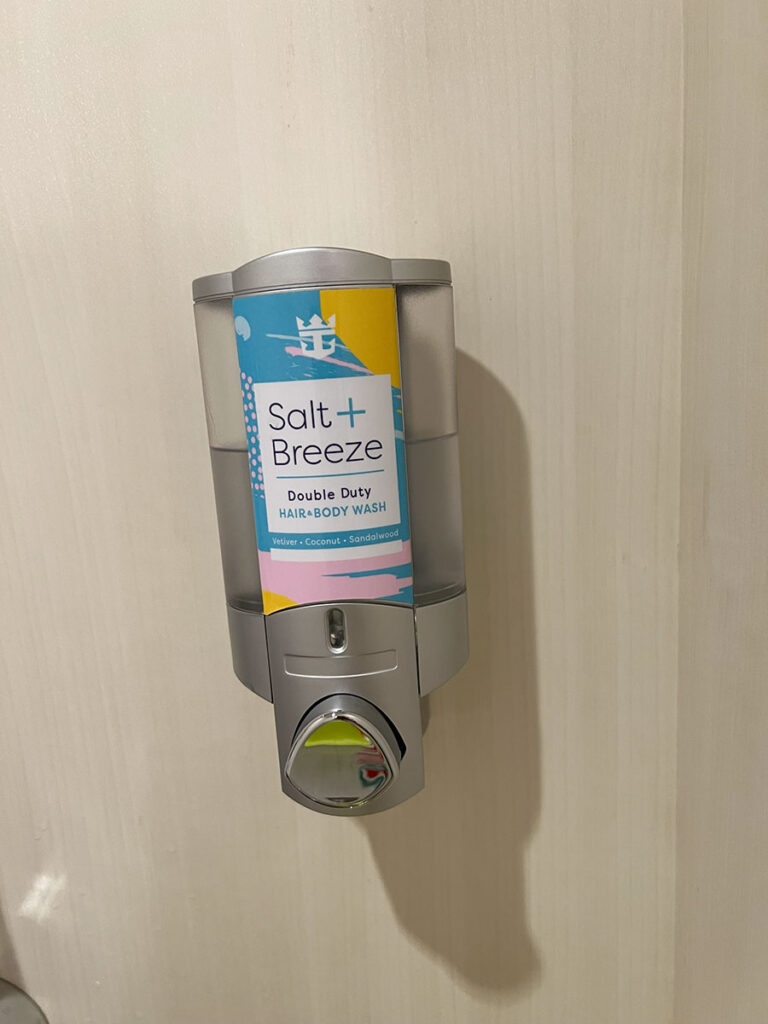 Salt +
Breeze
Double Duty
HAIR & BODY WASH
Vetiver • Coconut • Sandalwood